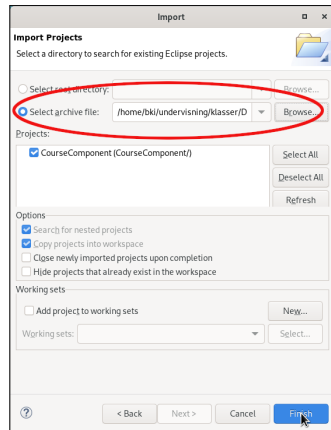 Import
Import Projects
Select a directory to search for existing Eclipse projects.
Select root directory:
Browse...
Select archive file:
/home/bki/undervisning/klasser/D
Browse...
Projects:
CourseComponent (CourseComponent/)
Select All
Deselect All
Refresh
Options
Search for nested projects
Copy projects into workspace
Close newly imported projects upon completion
Hide projects that already exist in the workspace
Working sets
Add project to working sets
New...
Working sets:
Select...
?
< Back
Next >
Cancel
Finish